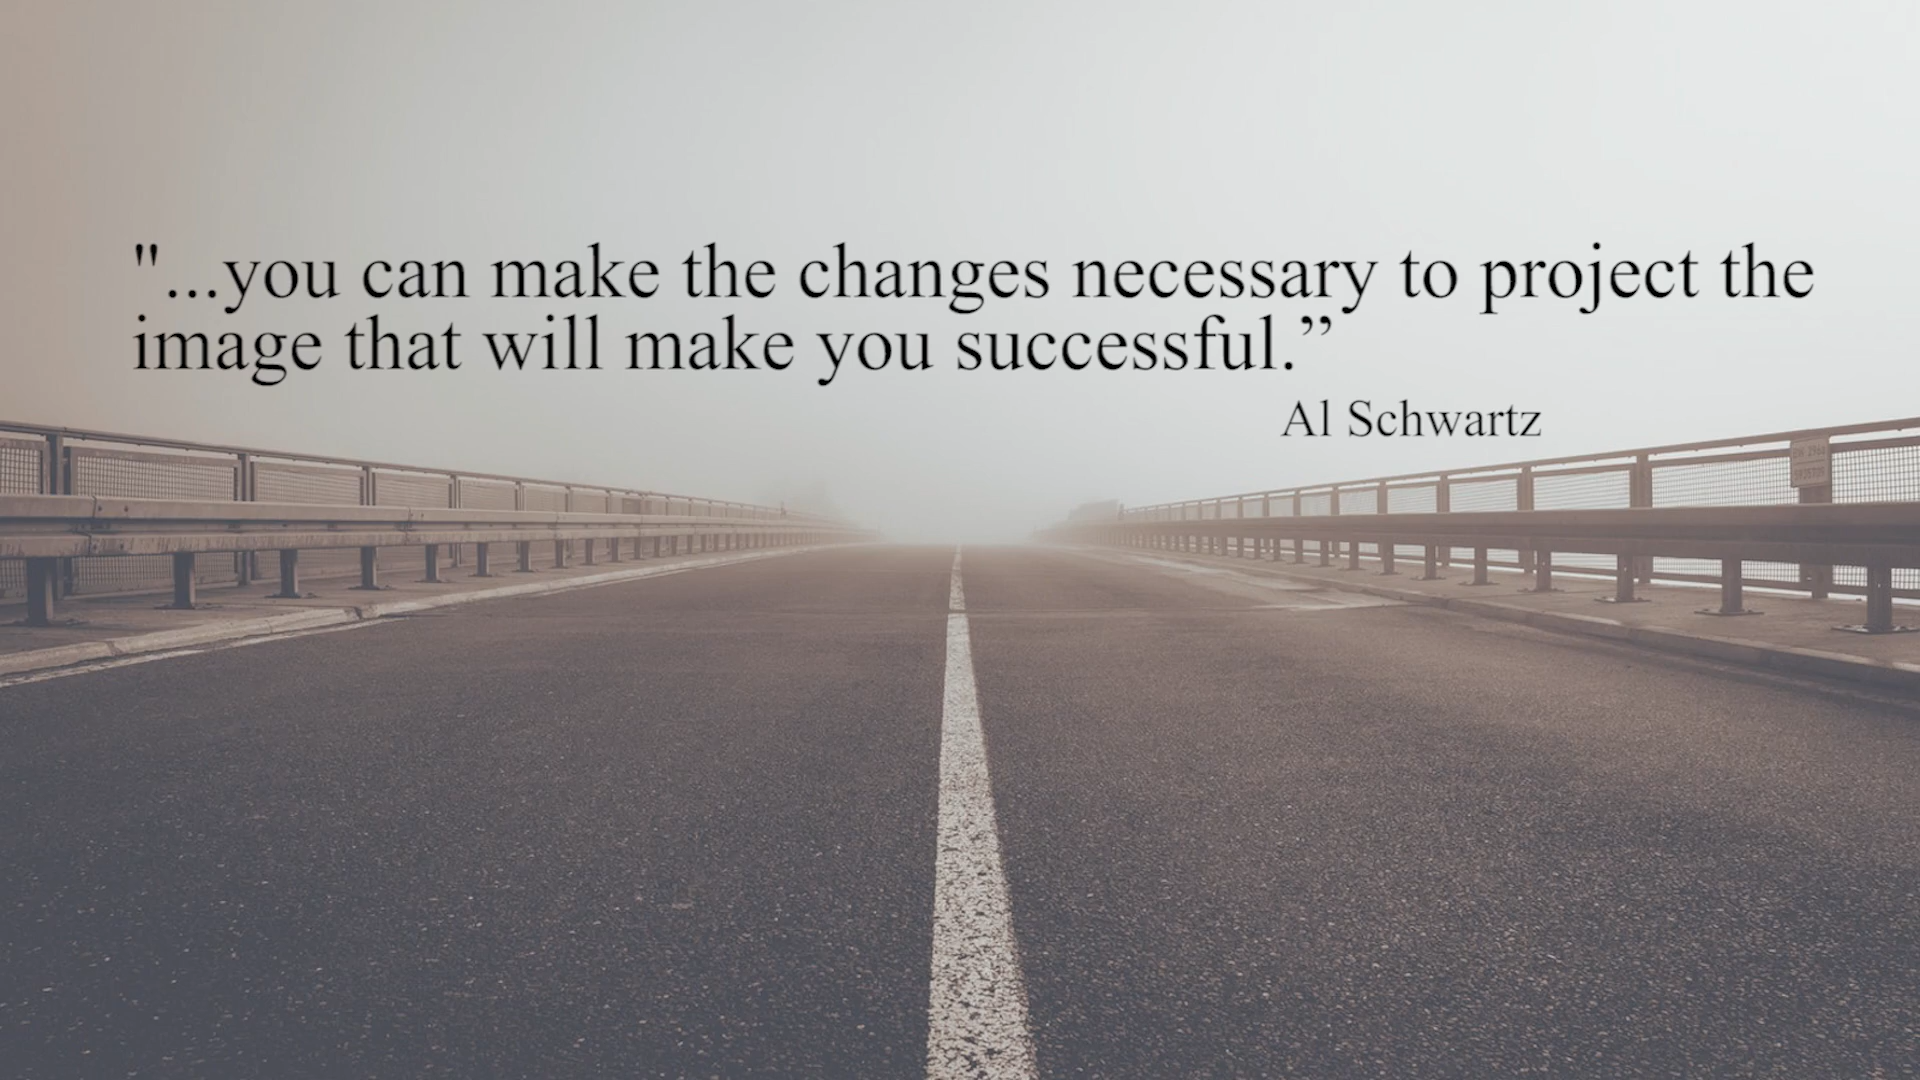 "...you can make the changes necessary to project the
image that will make you successful.”
Al Schwartz